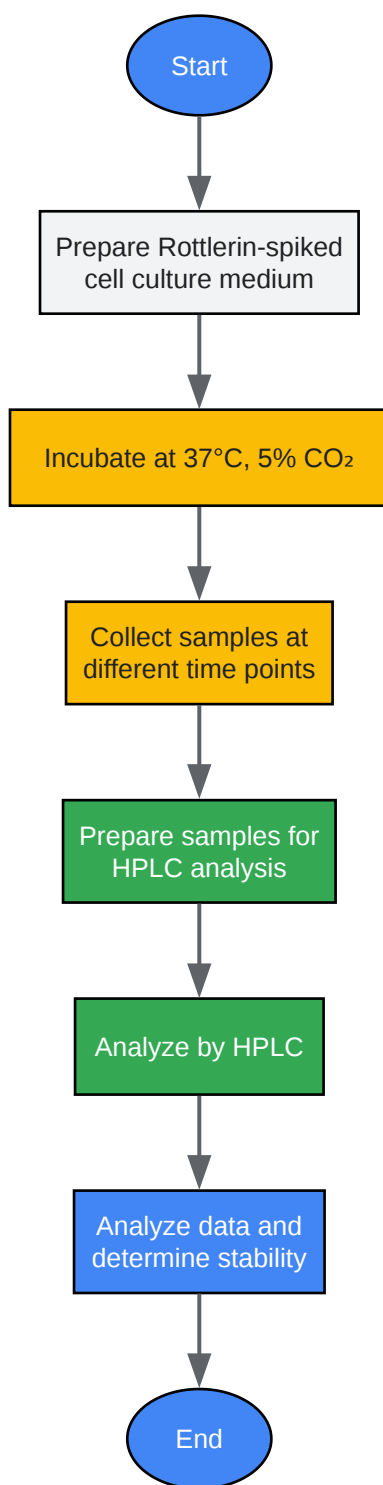 Start
Prepare Rottlerin-spiked
cell culture medium
Incubate at 37°C, 5% CO₂
Collect samples at
different time points
Prepare samples for
HPLC analysis
Analyze by HPLC
Analyze data and
determine stability
End